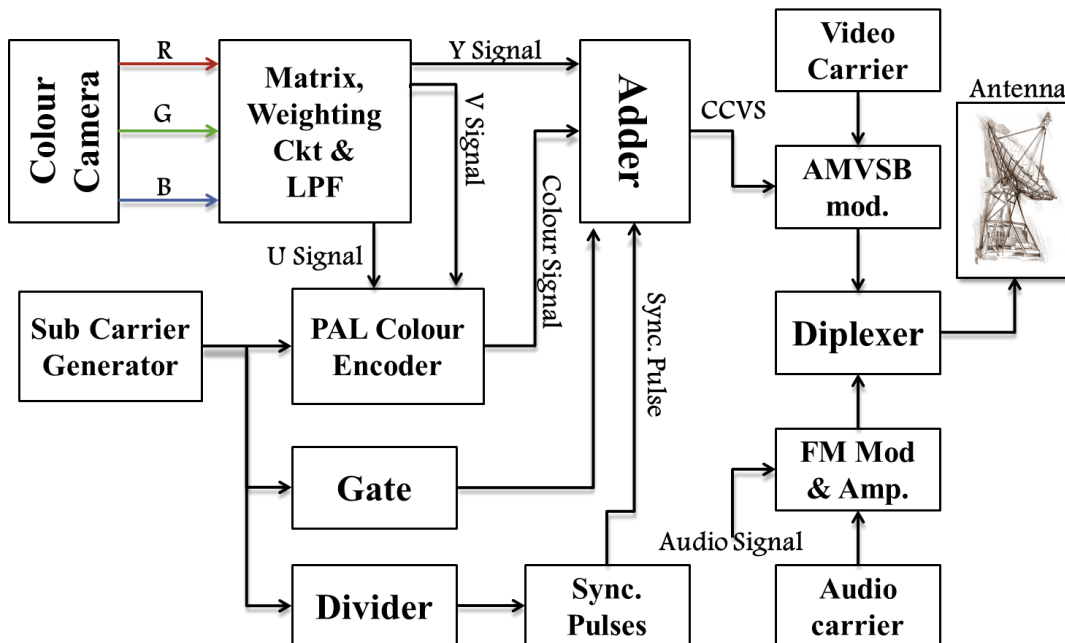 Colour
Camera
R
G
B
Matrix,
Weighting
Ckt &
LPF
Y Signal
V Signal
U Signal
Colour Signal
Adder
CCVS
Video
Carrier
AMVSB
mod.
Antenna
Sub Carrier
Generator
PAL Colour
Encoder
Sync. Pulse
Diplexer
Gate
FM Mod
& Amp.
Audio Signal
Divider
Sync.
Pulses
Audio
carrier